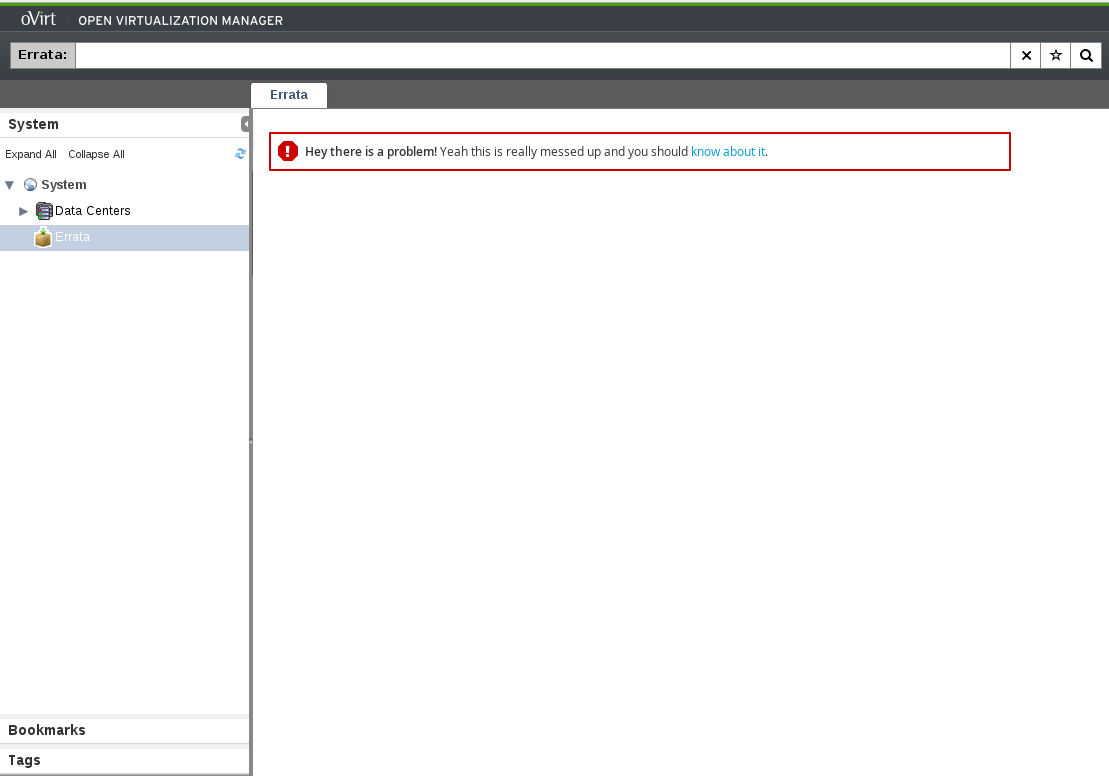 oVirt OPEN VIRTUALIZATION MANAGER
Errata:
Errata
System
Expand All Collapse All
System
Data Centers
Errata
Hey there is a problem! Yeah this is really messed up and you should know about it.
Bookmarks
Tags